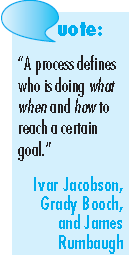 uote:
“A process defines
who is doing what
when and how to
reach a certain
goal.”
Ivar Jacobson,
Grady Booch,
and James
Rumbaugh